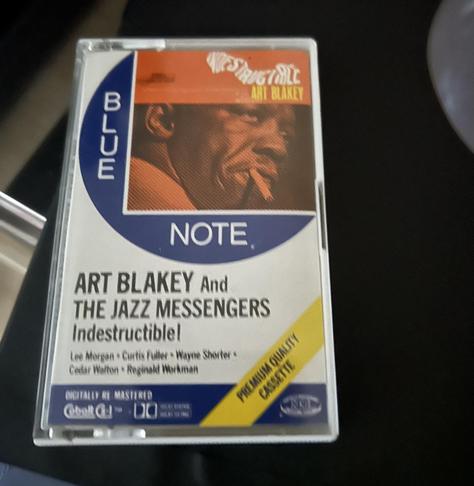 INDESTRUCTIBLE
ART BLAKEY
BLUE
NOTE
ART BLAKEY And
THE JAZZ MESSENGERS
Indestructible!
Lee Morgan • Curtis Fuller • Wayne Shorter •
Cedar Walton • Reginald Workman
PREMIUM QUALITY
CASSETTE
DIGITALLY RE MASTERED
Cobalt Gel™